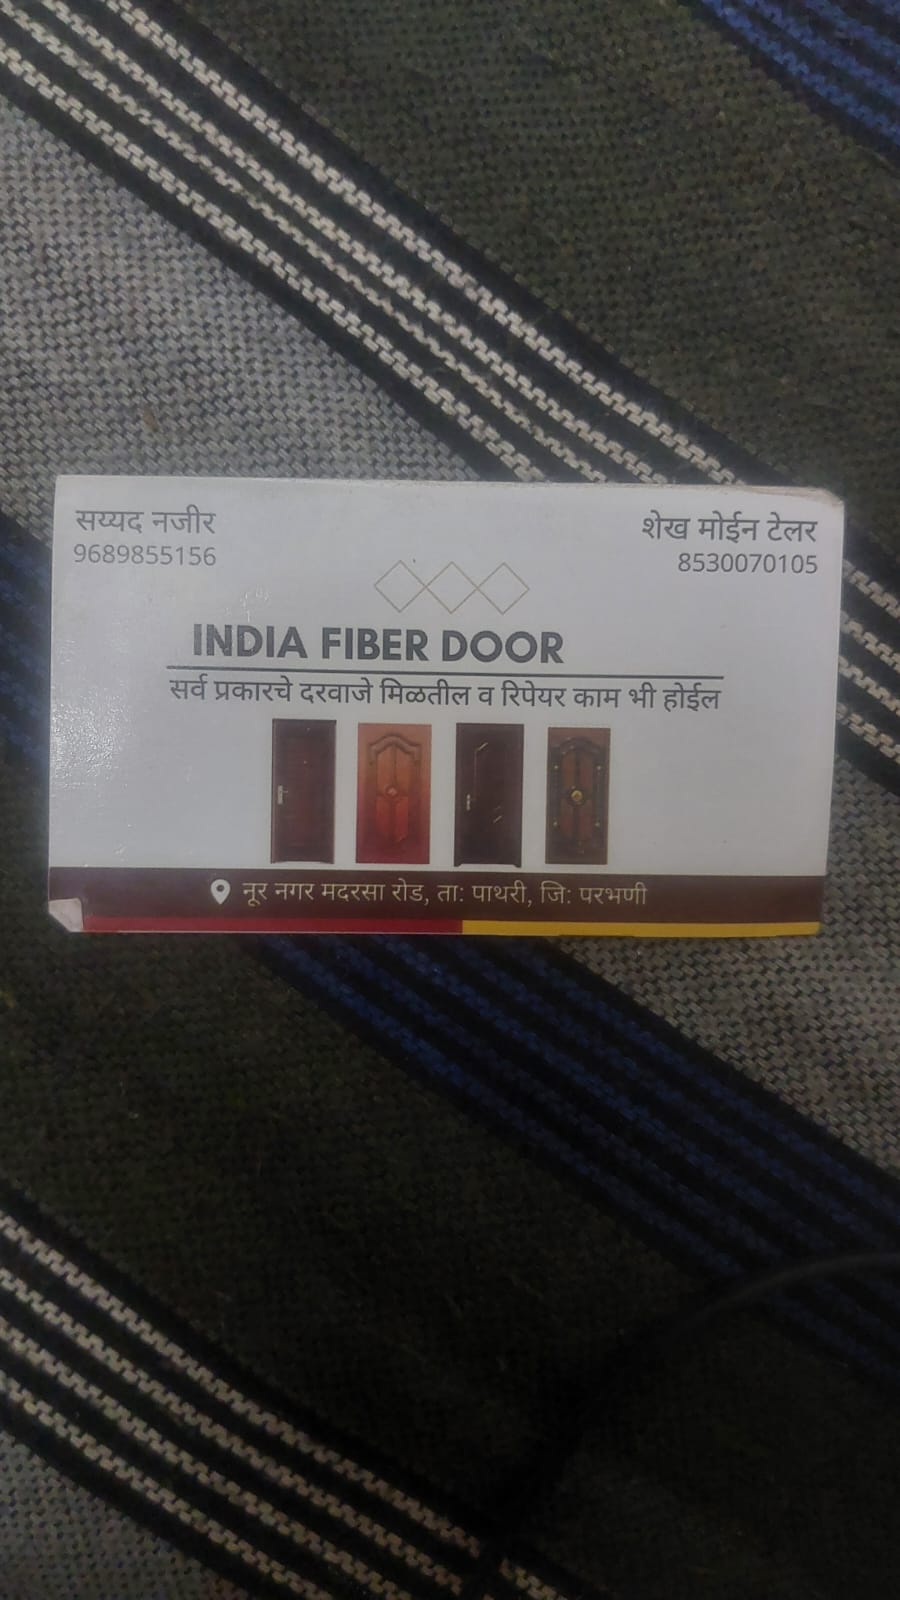 सय्यद नजीर
9689855156
शेख मोईन टेलर
8530070105
INDIA FIBER DOOR
सर्व प्रकारचे दरवाजे मिळतील व रिपेयर काम भी होईल
नूर नगर मदरसा रोड, ता: पाथरी, जि: परभणी